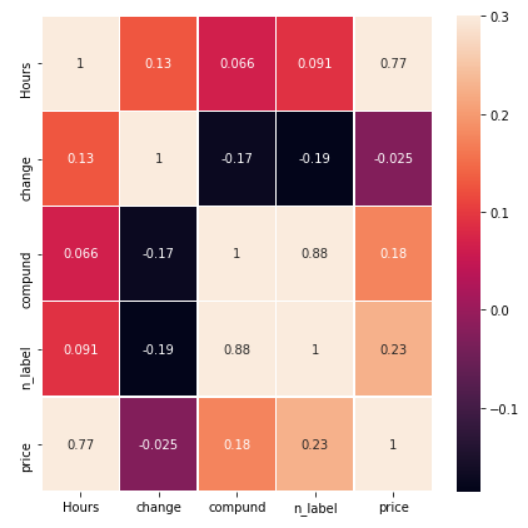 Hours 1 0.13 0.066 0.091 0.77
change 0.13 1 -0.17 -0.19 -0.025
compund 0.066 -0.17 1 0.88 0.18
n_label 0.091 -0.19 0.88 1 0.23
price 0.77 -0.025 0.18 0.23 1
Hours change compund n_label price
0.3
0.2
0.1
0.0
-0.1